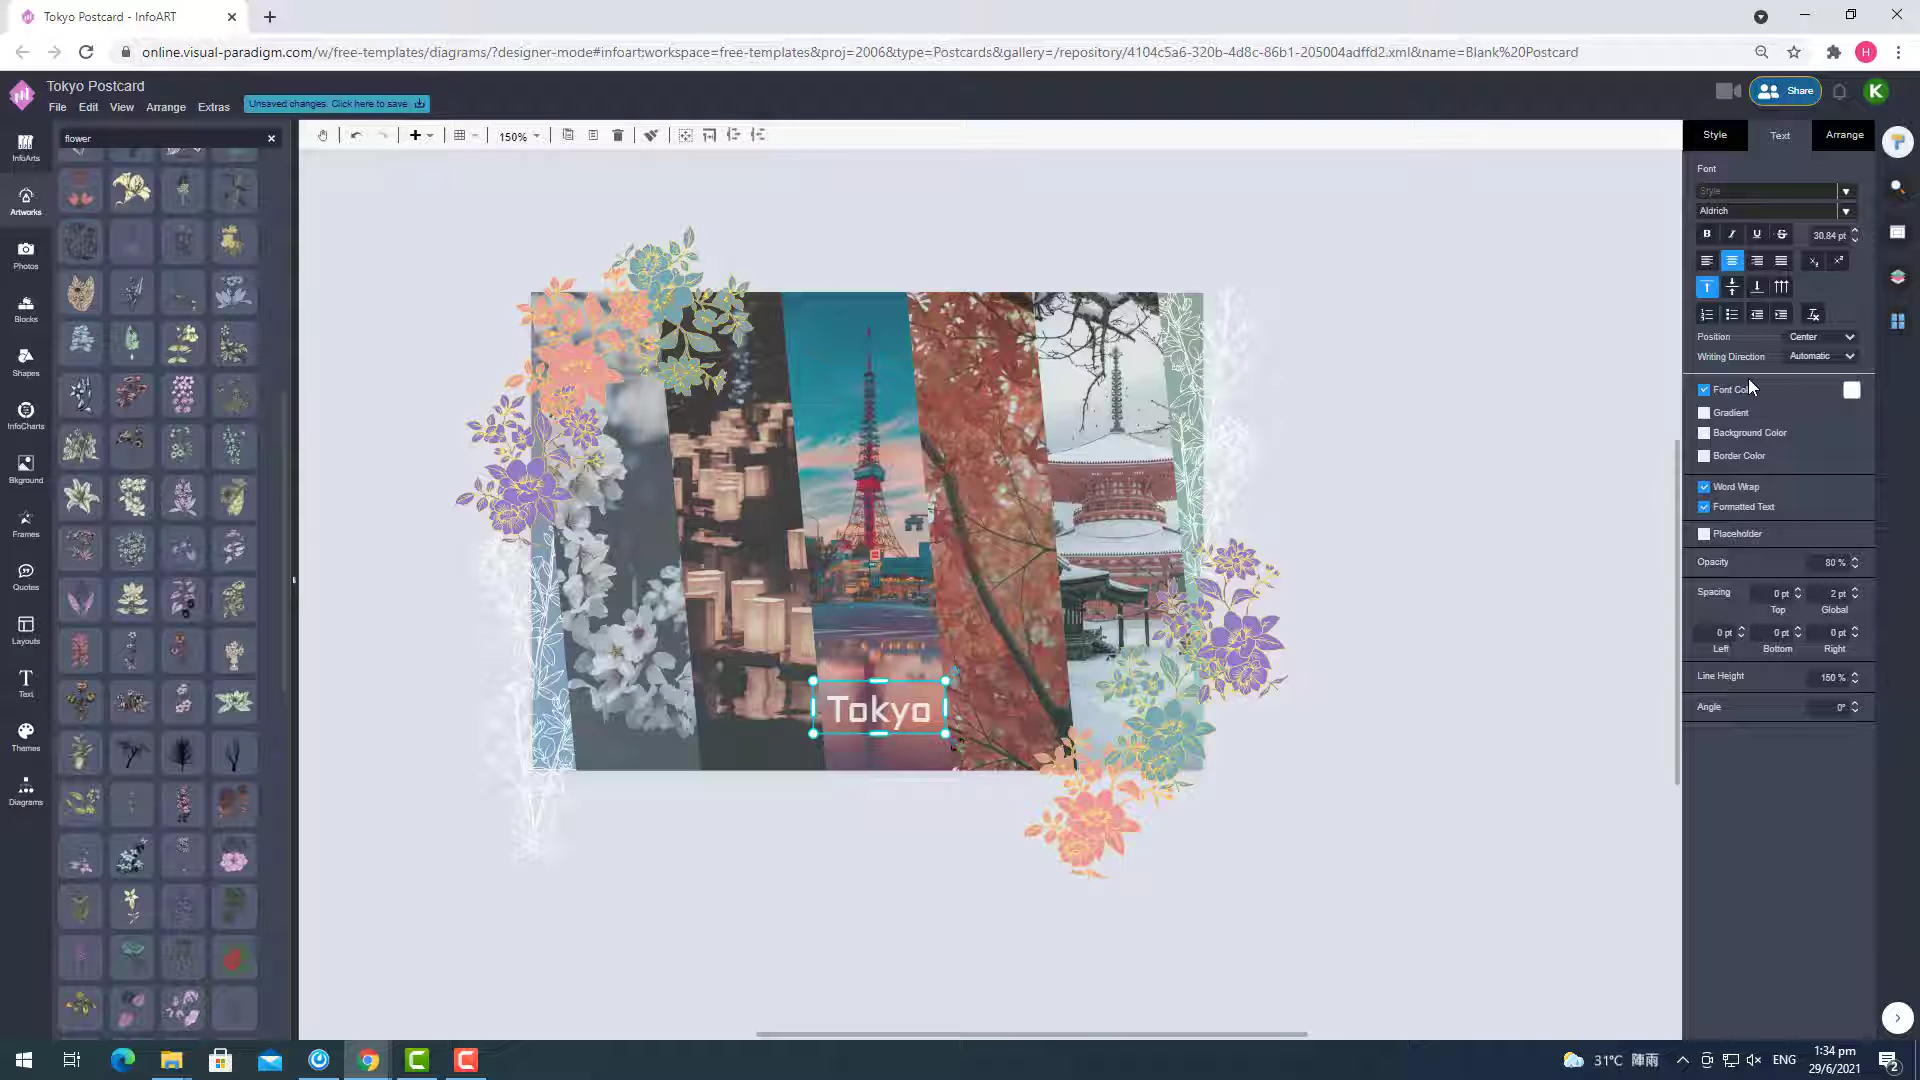 Tokyo Postcard - InfoART
online.visual-paradigm.com/w/free-templates/diagrams/?designer-mode#infoart:workspace=free-templates&proj=2006&type=Postcards&gallery=/repository/4104c5a6-320b-4d8c-86b1-205004adffd2.xml&name=Blank%20Postcard
H
Tokyo Postcard
File Edit View Arrange Extras Unsaved changes. Click here to save
Share
K
InfoArts
Artworks
Photos
Blocks
Shapes
InfoCharts
Bkground
Frames
Quotes
Layouts
Text
Themes
Diagrams
flower
150%
Tokyo
Style Text Arrange
Font
Style
Aldrich
B I U S 30.84 pt
Position Center
Writing Direction Automatic
Font Col
Gradient
Background Color
Border Color
Word Wrap
Formatted Text
Placeholder
Opacity 80 %
Spacing 0 pt 2 pt
Top Global
0 pt 0 pt 0 pt
Left Bottom Right
Line Height 150 %
Angle 0°
31°C 陣雨 ENG 1:34 pm
29/6/2021
2